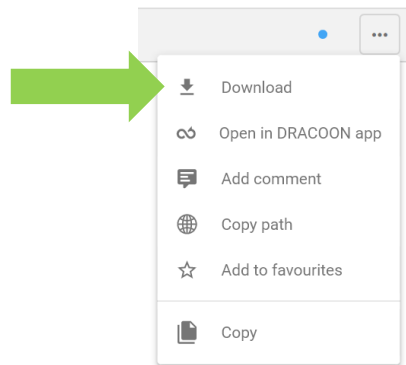 Download
Open in DRACOON app
Add comment
Copy path
Add to favourites
Copy